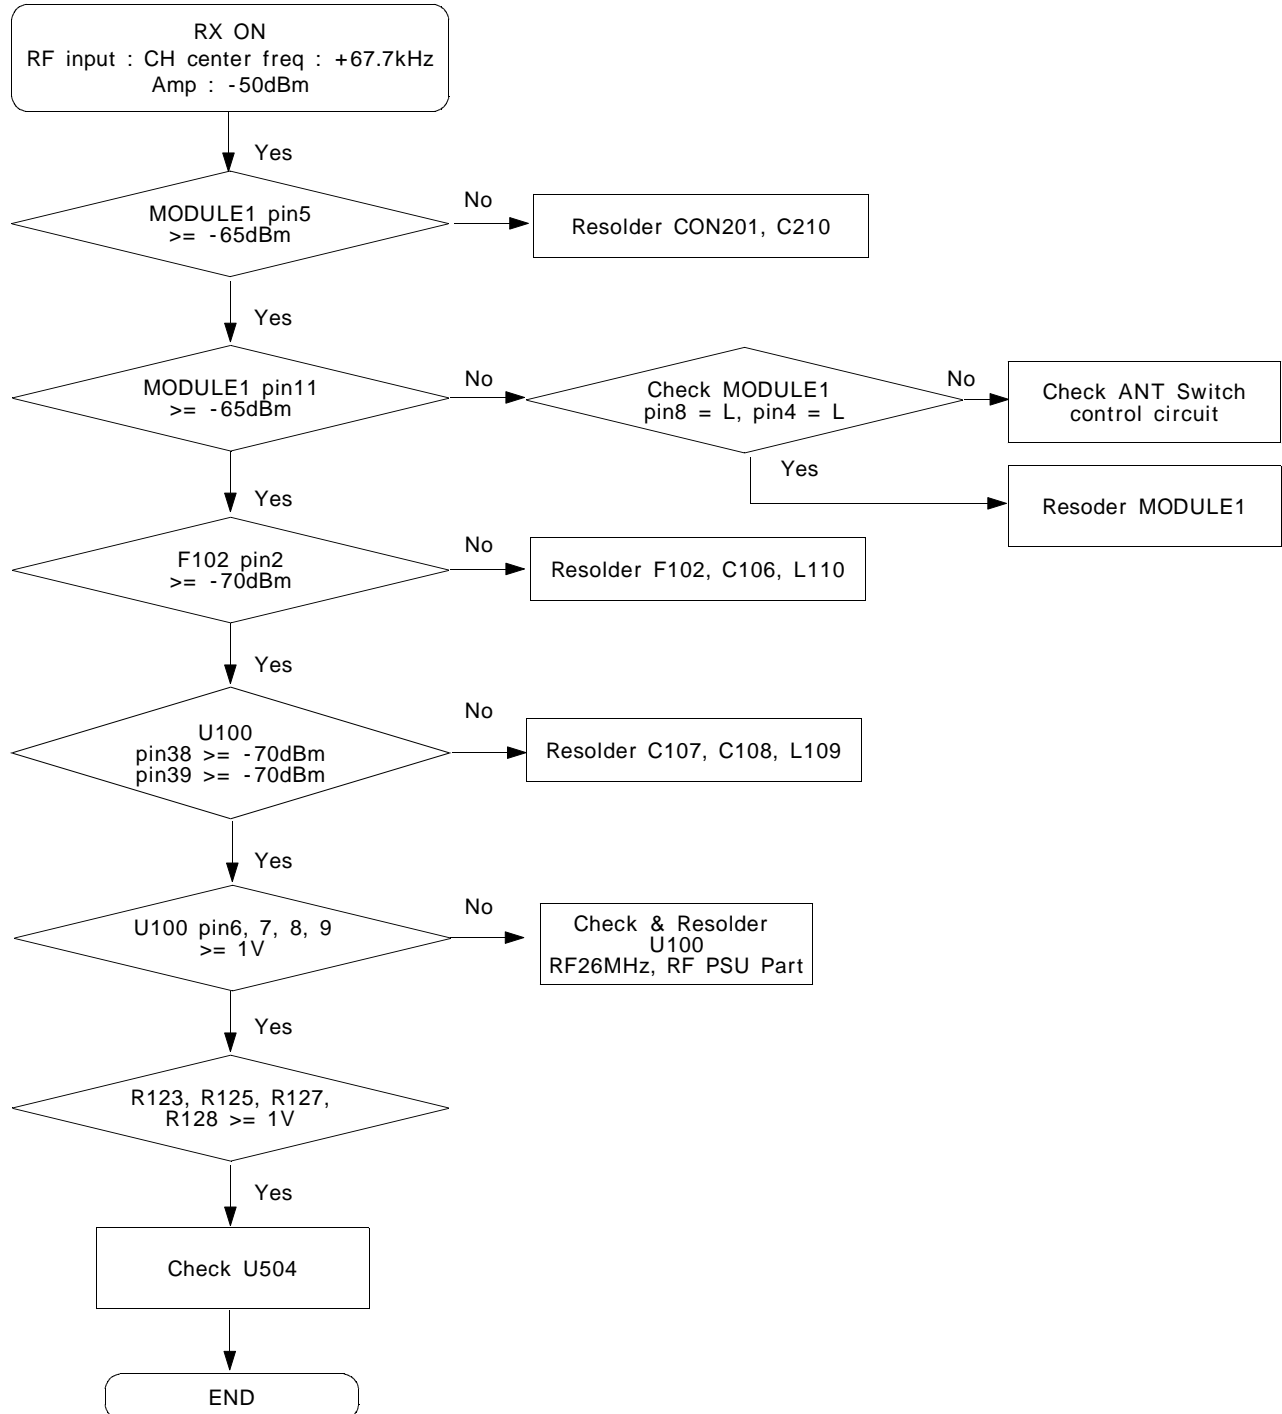 RX ON
RF input : CH center freq : +67.7kHz
Amp : -50dBm
Yes
MODULE1 pin5
>= -65dBm
No
Resolder CON201, C210
Yes
MODULE1 pin11
>= -65dBm
No
Check MODULE1
pin8 = L, pin4 = L
No
Check ANT Switch
control circuit
Yes
Resoder MODULE1
Yes
F102 pin2
>= -70dBm
No
Resolder F102, C106, L110
Yes
U100
pin38 >= -70dBm
pin39 >= -70dBm
No
Resolder C107, C108, L109
Yes
U100 pin6, 7, 8, 9
>= 1V
No
Check & Resolder
U100
RF26MHz, RF PSU Part
Yes
R123, R125, R127,
R128 >= 1V
Yes
Check U504
END